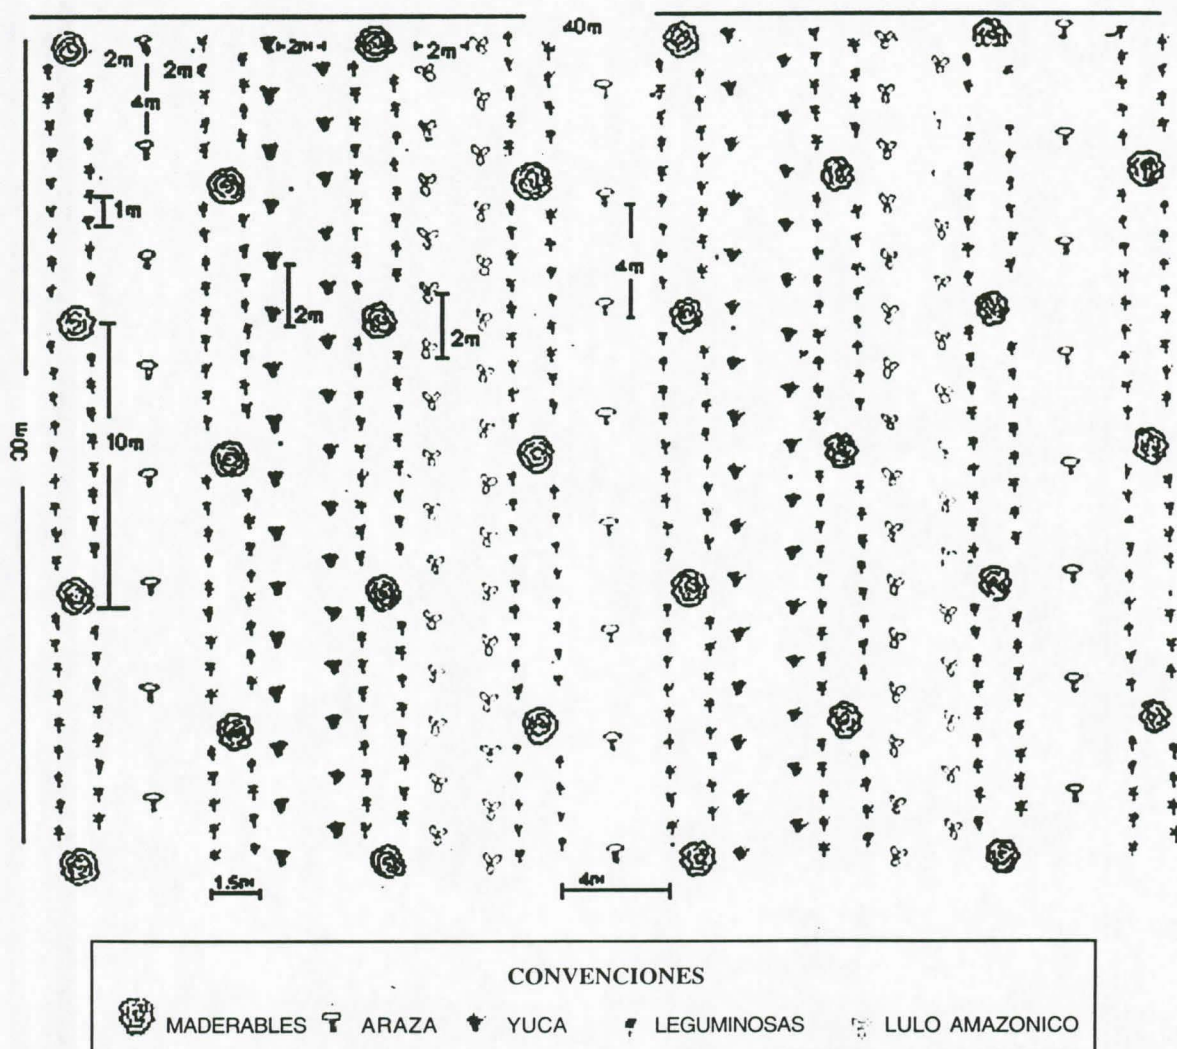 40m
2m
2m
2m
2m
4m
1m
4m
2m
2m
30m
10m
1.5m
4m
CONVENCIONES
MADERABLES ARAZA YUCA LEGUMINOSAS LULO AMAZONICO